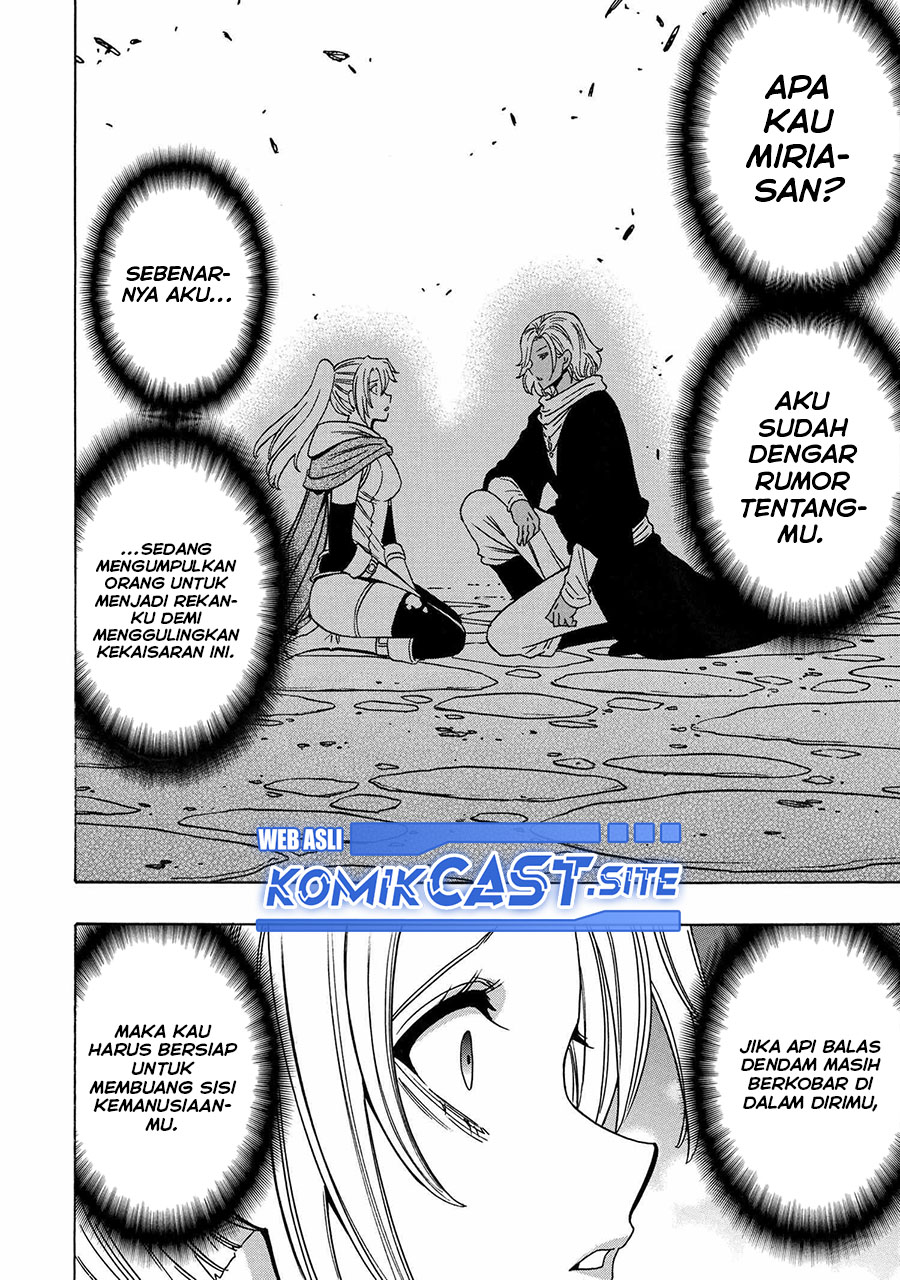 APA
KAU
MIRIA-
SAN?
AKU
SUDAH
DENGAR
RUMOR
TENTANG-
MU.
SEBENAR-
NYA AKU...
...SEDANG
MENGUMPULKAN
ORANG UNTUK
MENJADI REKAN-
KU DEMI
MENGGULINGKAN
KEKAISARAN INI.
WEB ASLI
KOMIKCAST.SITE
JIKA API BALAS
DENDAM MASIH
BERKOBAR DI
DALAM DIRIMU,
MAKA KAU
HARUS BERSIAP
UNTUK
MEMBUANG SISI
KEMANUSIAAN-
MU.